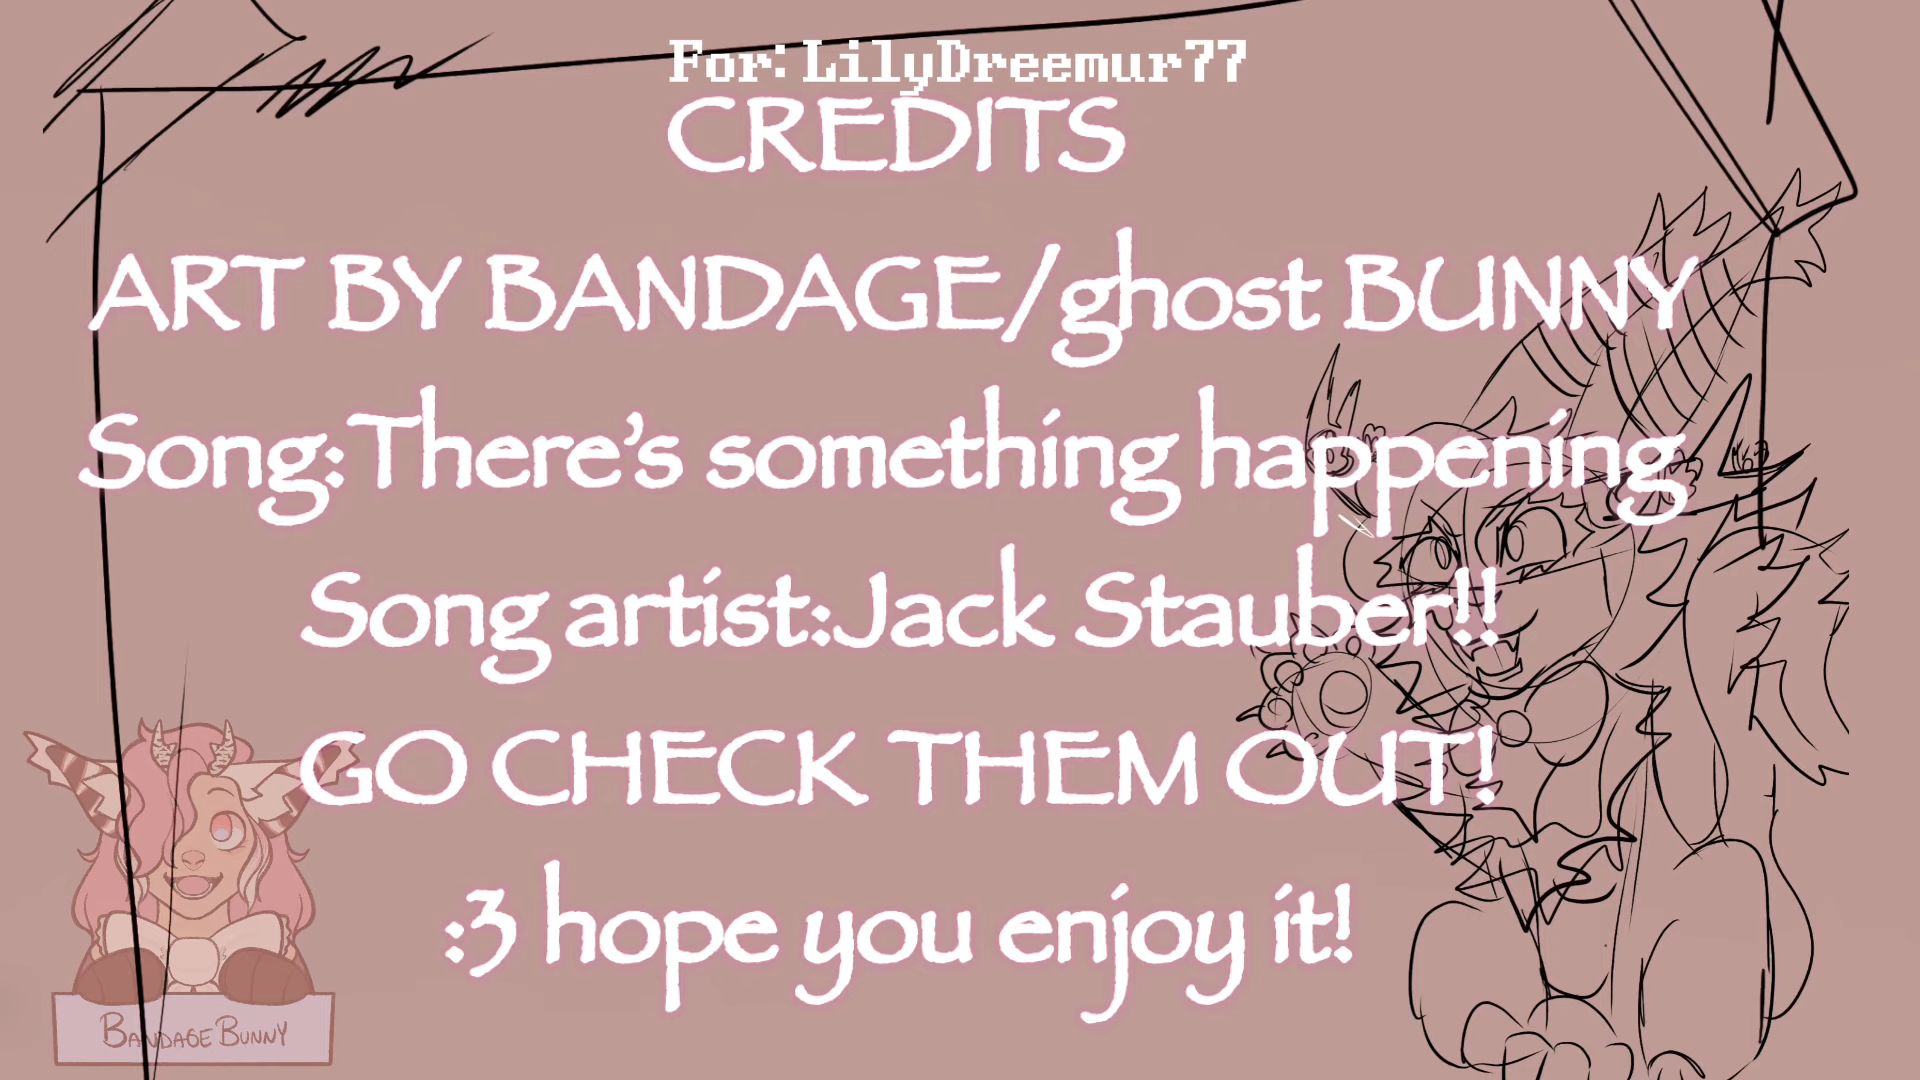 For: LilyDreemur77
CREDITS
ART BY BANDAGE/ghost BUNNY
Song:There's something happening
Song artist:Jack Stauber!!
GO CHECK THEM OUT!
:3 hope you enjoy it!
BANDAGE BUNNY